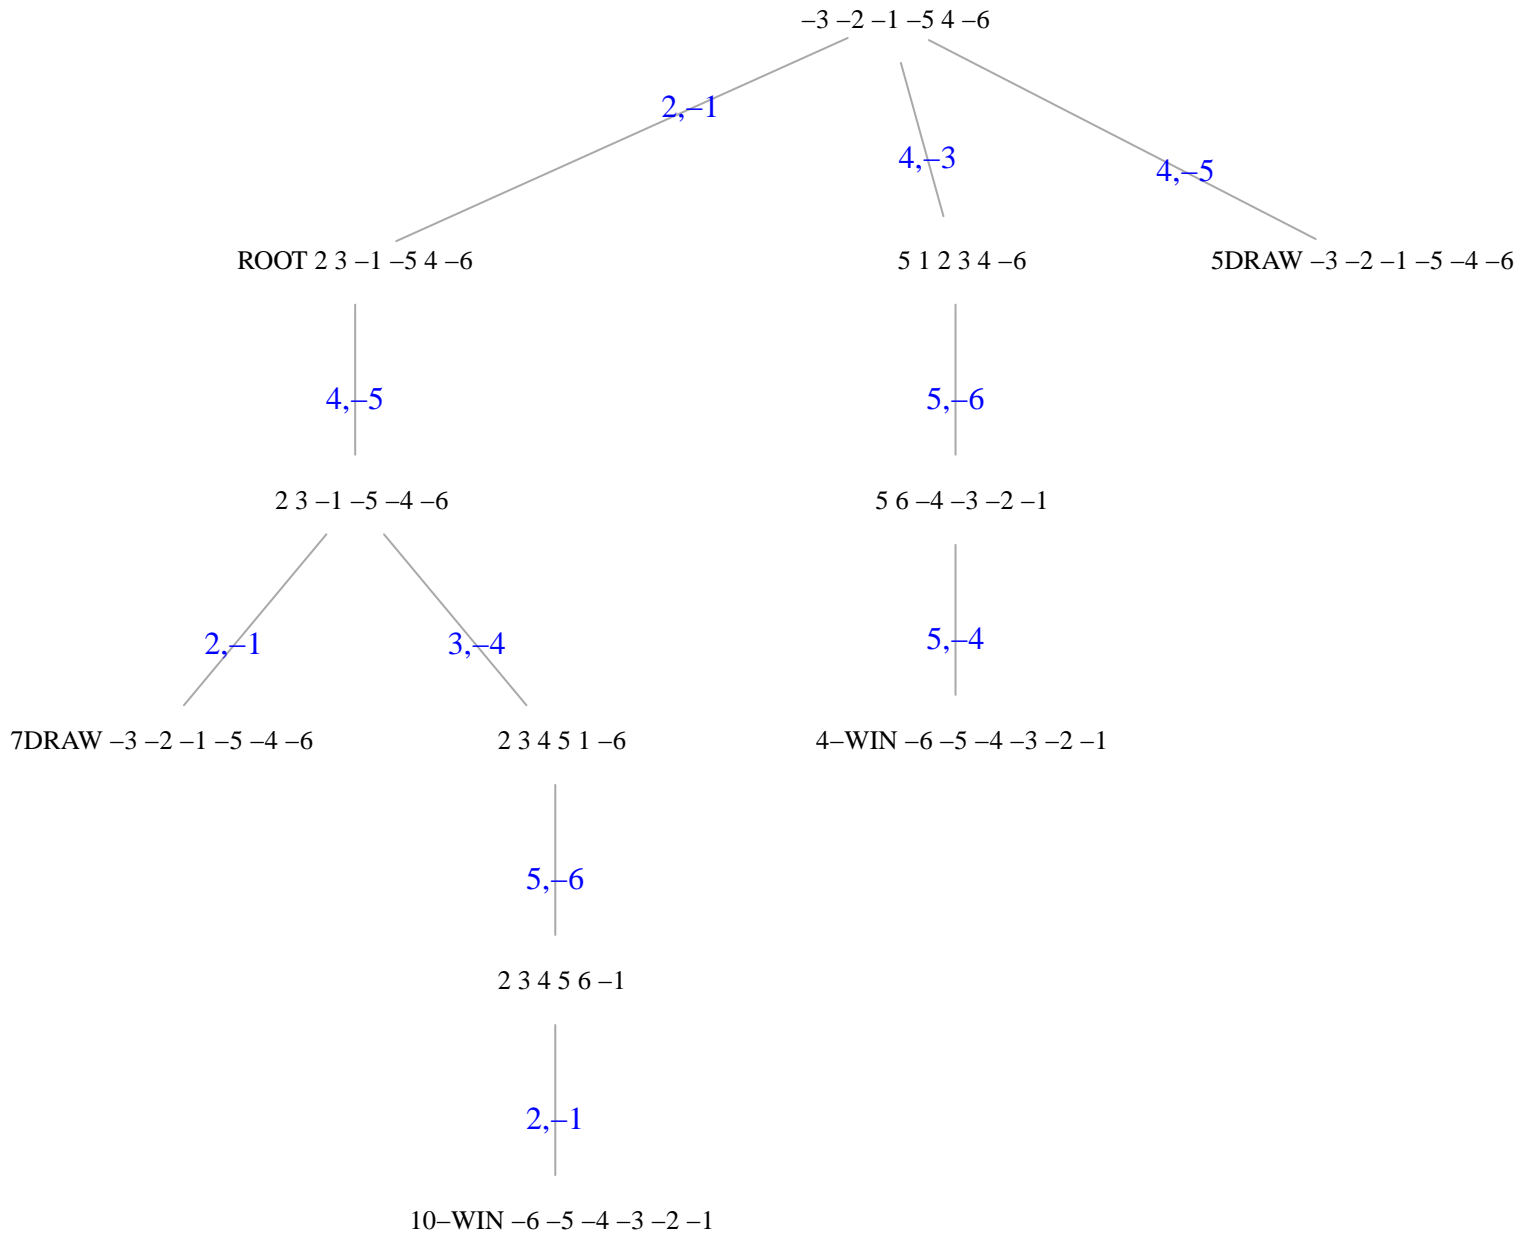 –3 –2 –1 –5 4 –6
2,–1
4,–3
4,–5
ROOT 2 3 –1 –5 4 –6
5 1 2 3 4 –6
5DRAW –3 –2 –1 –5 –4 –6
4,–5
5,–6
2 3 –1 –5 –4 –6
5 6 –4 –3 –2 –1
2,–1
3,–4
5,–4
7DRAW –3 –2 –1 –5 –4 –6
2 3 4 5 1 –6
4–WIN –6 –5 –4 –3 –2 –1
5,–6
2 3 4 5 6 –1
2,–1
10–WIN –6 –5 –4 –3 –2 –1